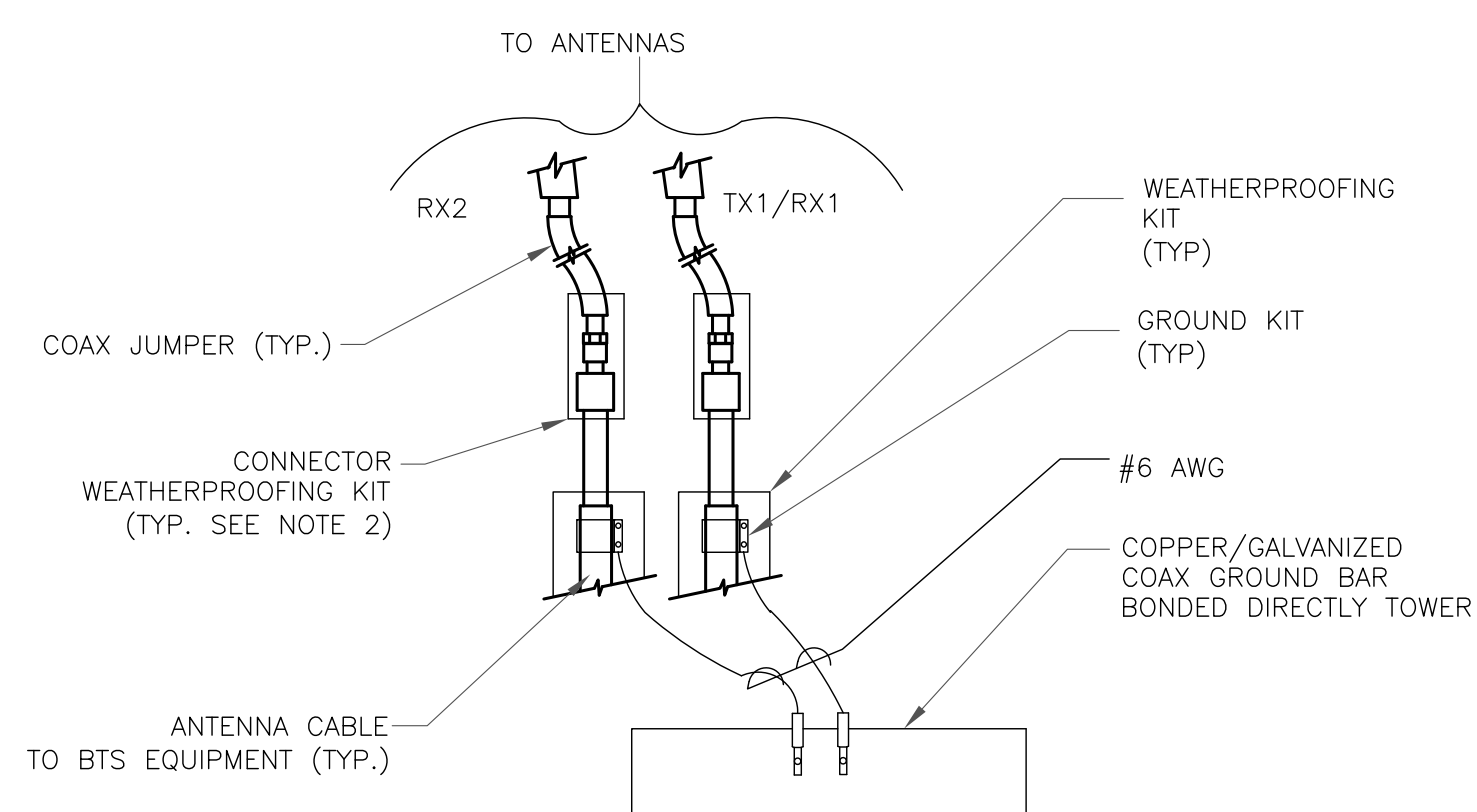 TO ANTENNAS
RX2
TX1/RX1
WEATHERPROOFING
KIT
(TYP)
GROUND KIT
(TYP)
COAX JUMPER (TYP.)
CONNECTOR
WEATHERPROOFING KIT
(TYP. SEE NOTE 2)
#6 AWG
COPPER/GALVANIZED
COAX GROUND BAR
BONDED DIRECTLY TOWER
ANTENNA CABLE
TO BTS EQUIPMENT (TYP.)